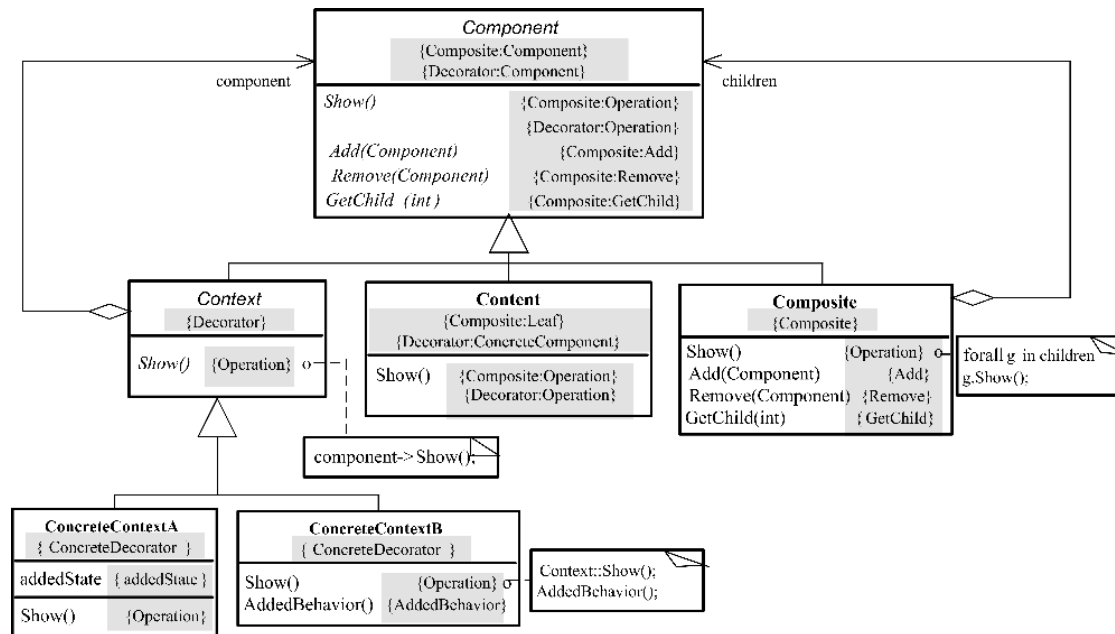 Component
{Composite:Component}
{Decorator:Component}
component
children
Show() {Composite:Operation}
{Decorator:Operation}
Add(Component) {Composite:Add}
Remove(Component) {Composite:Remove}
GetChild (int) {Composite:GetChild}
Context
{Decorator}
Show() {Operation}
Content
{Composite:Leaf}
{Decorator:ConcreteComponent}
Show() {Composite:Operation}
{Decorator:Operation}
Composite
{Composite}
Show() {Operation}
Add(Component) {Add}
Remove(Component) {Remove}
GetChild(int) { GetChild}
forall g in children
g.Show();
component->Show();
ConcreteContextA
{ ConcreteDecorator }
addedState { addedState }
Show() {Operation}
ConcreteContextB
{ ConcreteDecorator }
Show() {Operation}
AddedBehavior() {AddedBehavior}
Context::Show();
AddedBehavior();